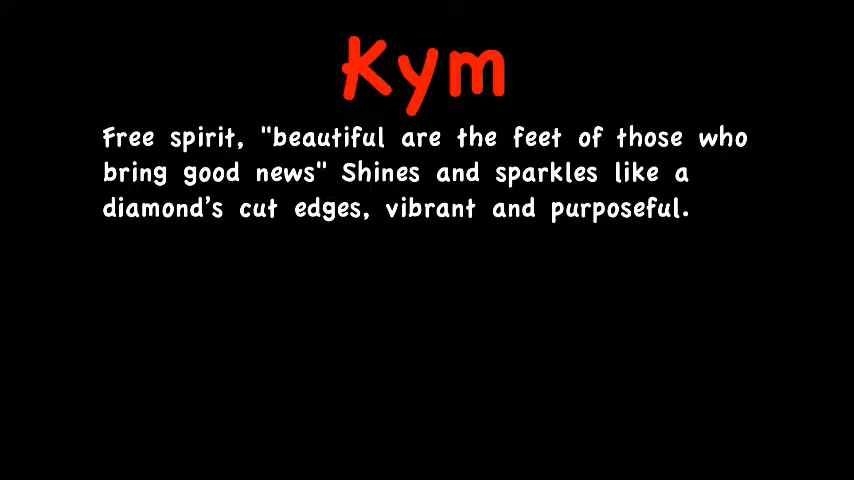 Kym
Free spirit, "beautiful are the feet of those who
bring good news" Shines and sparkles like a
diamond's cut edges, vibrant and purposeful.